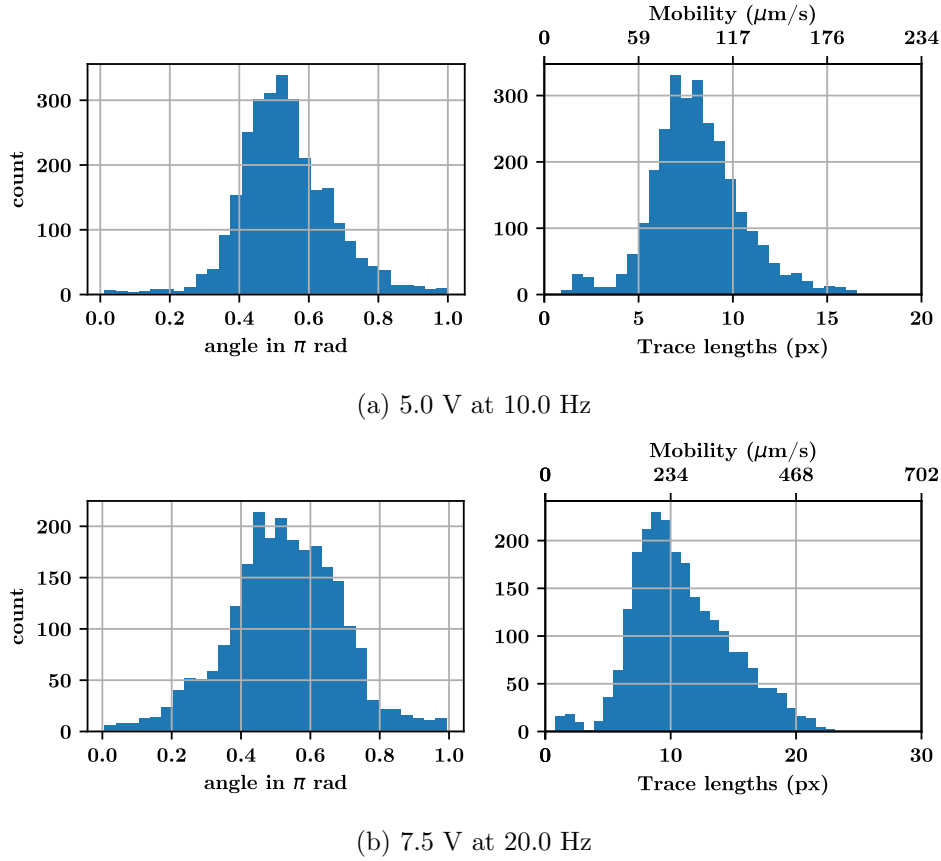 Mobility (μm/s)
0 59 117 176 234
300
200
100
0
count
0.0 0.2 0.4 0.6 0.8 1.0
angle in π rad
300
200
100
0
0 5 10 15 20
Trace lengths (px)
(a) 5.0 V at 10.0 Hz
Mobility (μm/s)
0 234 468 702
200
150
100
50
0
count
0.0 0.2 0.4 0.6 0.8 1.0
angle in π rad
200
150
100
50
0
0 10 20 30
Trace lengths (px)
(b) 7.5 V at 20.0 Hz